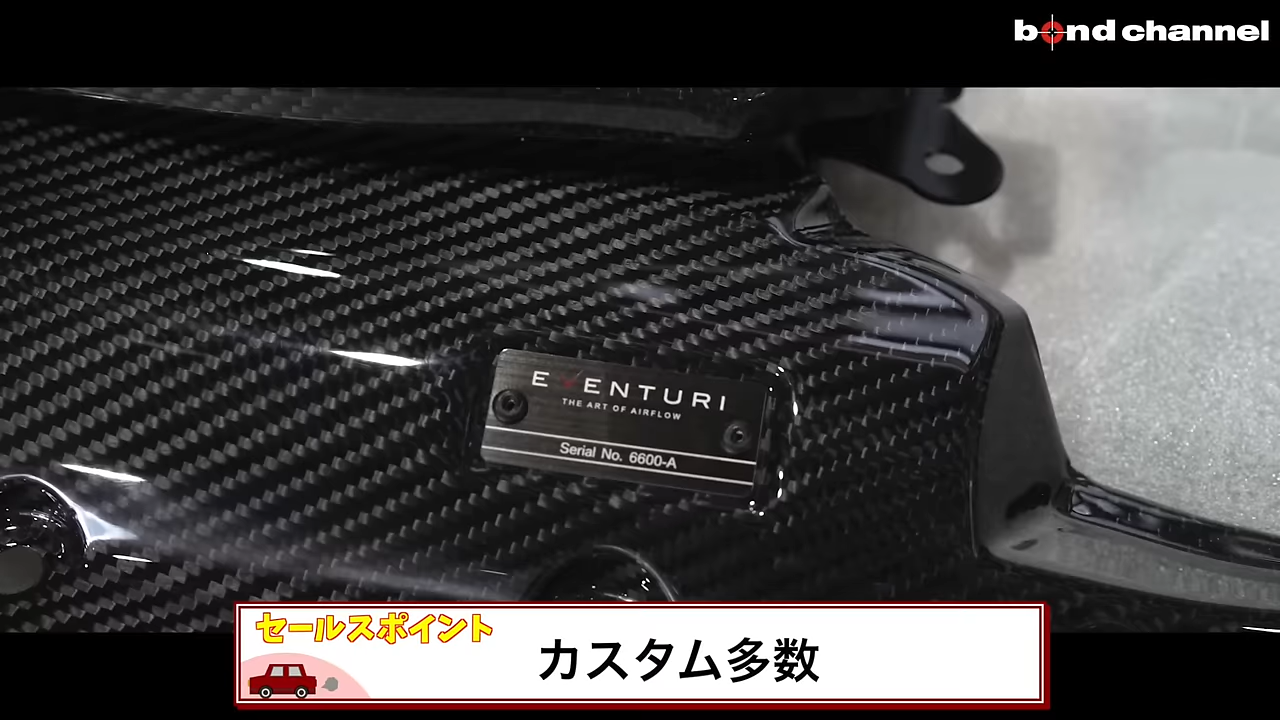 bond channel
EVENTURI
THE ART OF AIRFLOW
Serial No. 6600-A
セールスポイント
カスタム多数